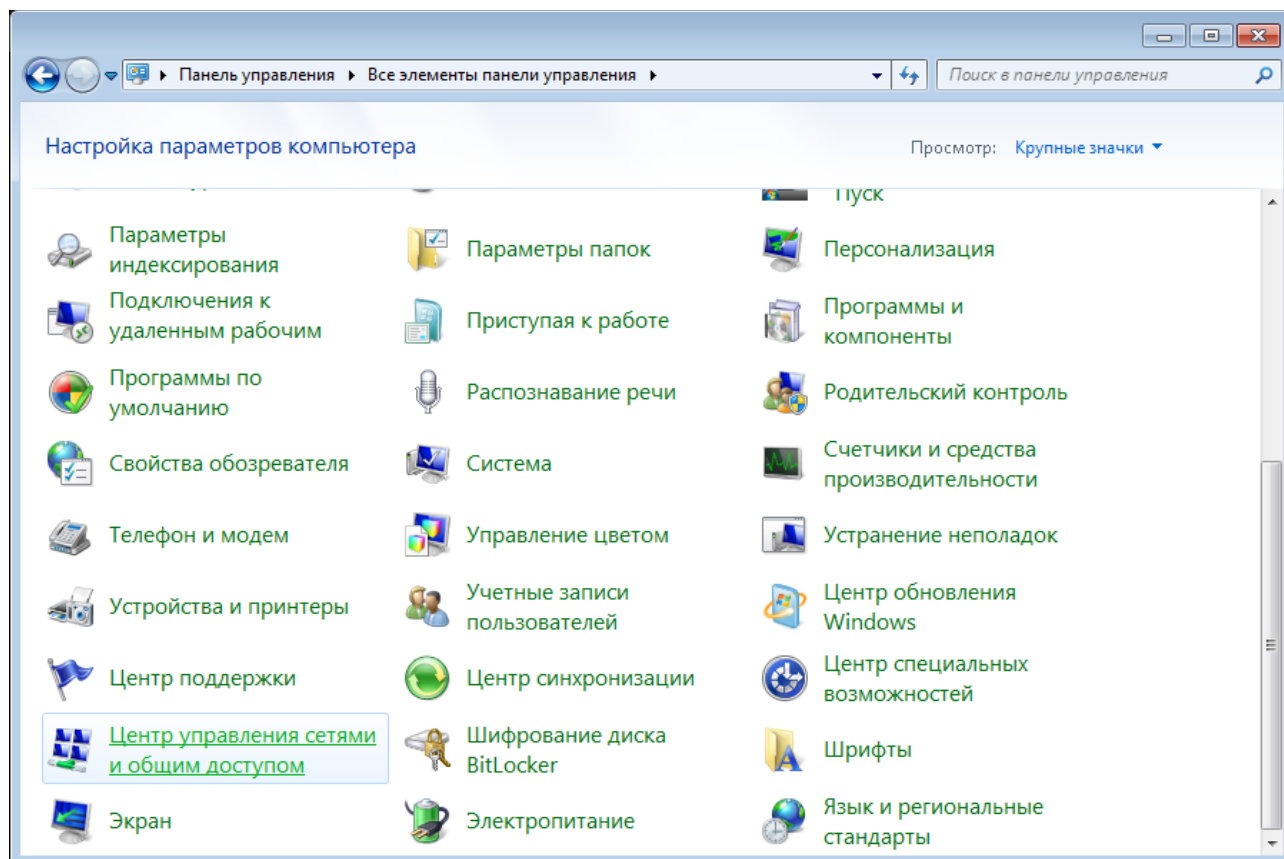 Панель управления ▸ Все элементы панели управления ▸
Поиск в панели управления
Настройка параметров компьютера
Просмотр: Крупные значки
Пуск
Параметры
индексирования
Параметры папок
Персонализация
Подключения к
удаленным рабочим
Приступая к работе
Программы и
компоненты
Программы по
умолчанию
Распознавание речи
Родительский контроль
Свойства обозревателя
Система
Счетчики и средства
производительности
Телефон и модем
Управление цветом
Устранение неполадок
Устройства и принтеры
Учетные записи
пользователей
Центр обновления
Windows
Центр поддержки
Центр синхронизации
Центр специальных
возможностей
Центр управления сетями
и общим доступом
Шифрование диска
BitLocker
Шрифты
Экран
Электропитание
Язык и региональные
стандарты